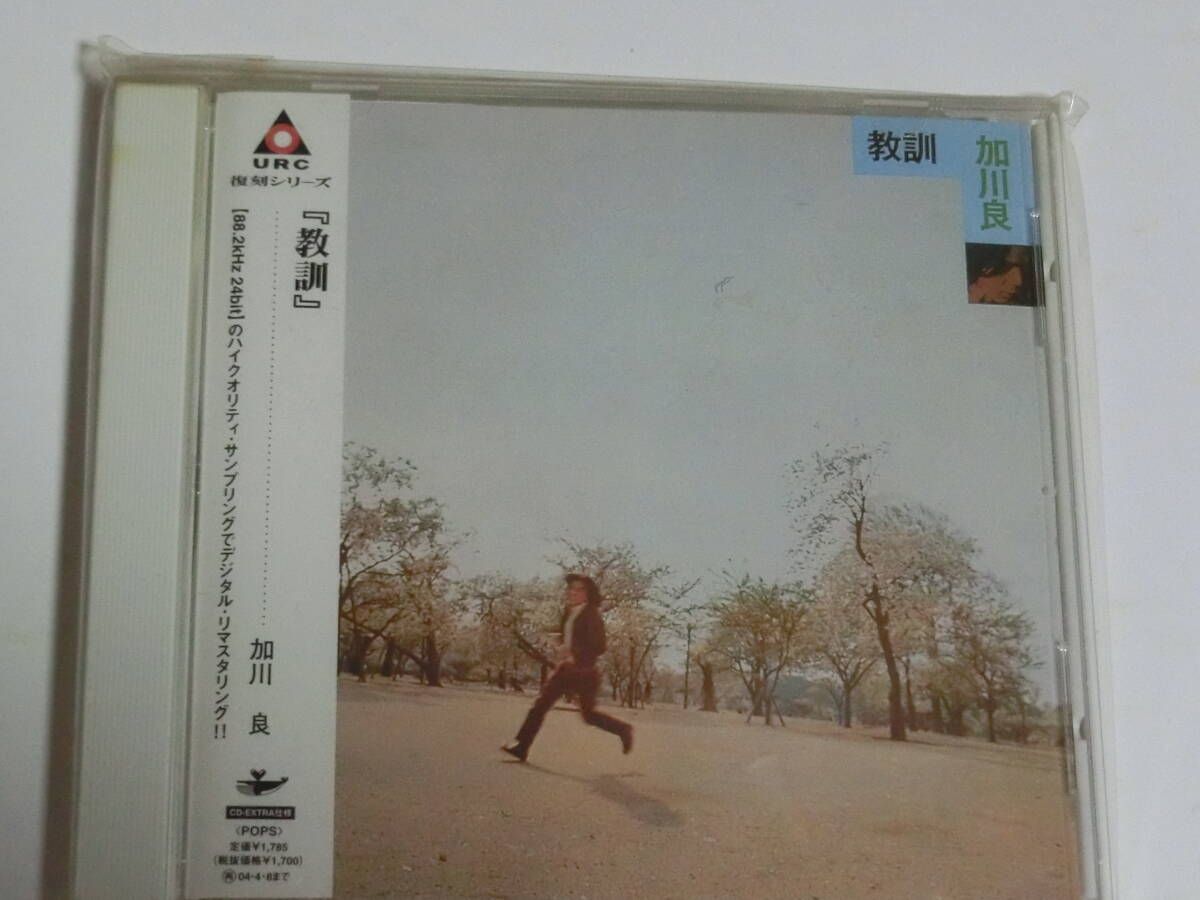 URC
復刻シリーズ
『教訓』
加川 良
【88.2kHz 24bit】のハイクオリティ・サンプリングでデジタル・リマスタリング!!
CD-EXTRA仕様
〈POPS〉
定価¥1,785
(税抜価格¥1,700)
再 04・4・8まで
教訓
加川良